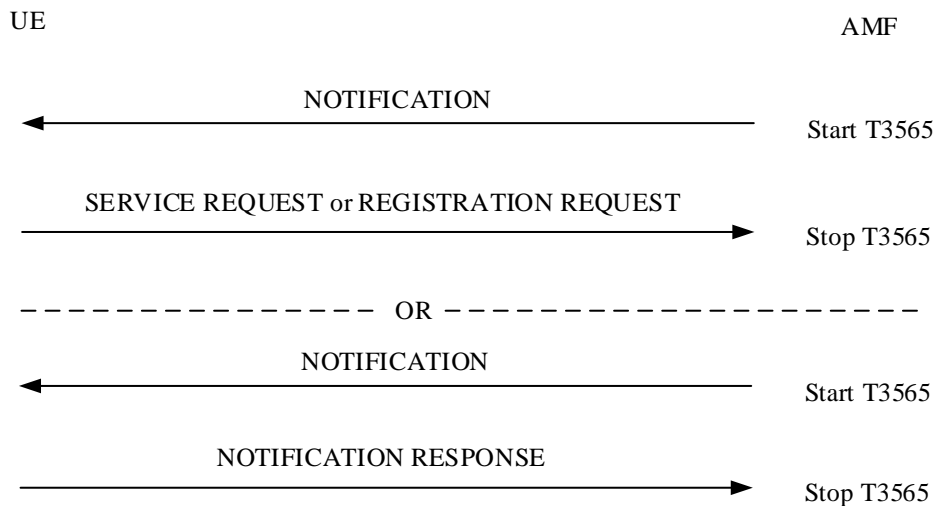 UE
AMF
NOTIFICATION
Start T3565
SERVICE REQUEST or REGISTRATION REQUEST
Stop T3565
OR
NOTIFICATION
Start T3565
NOTIFICATION RESPONSE
Stop T3565